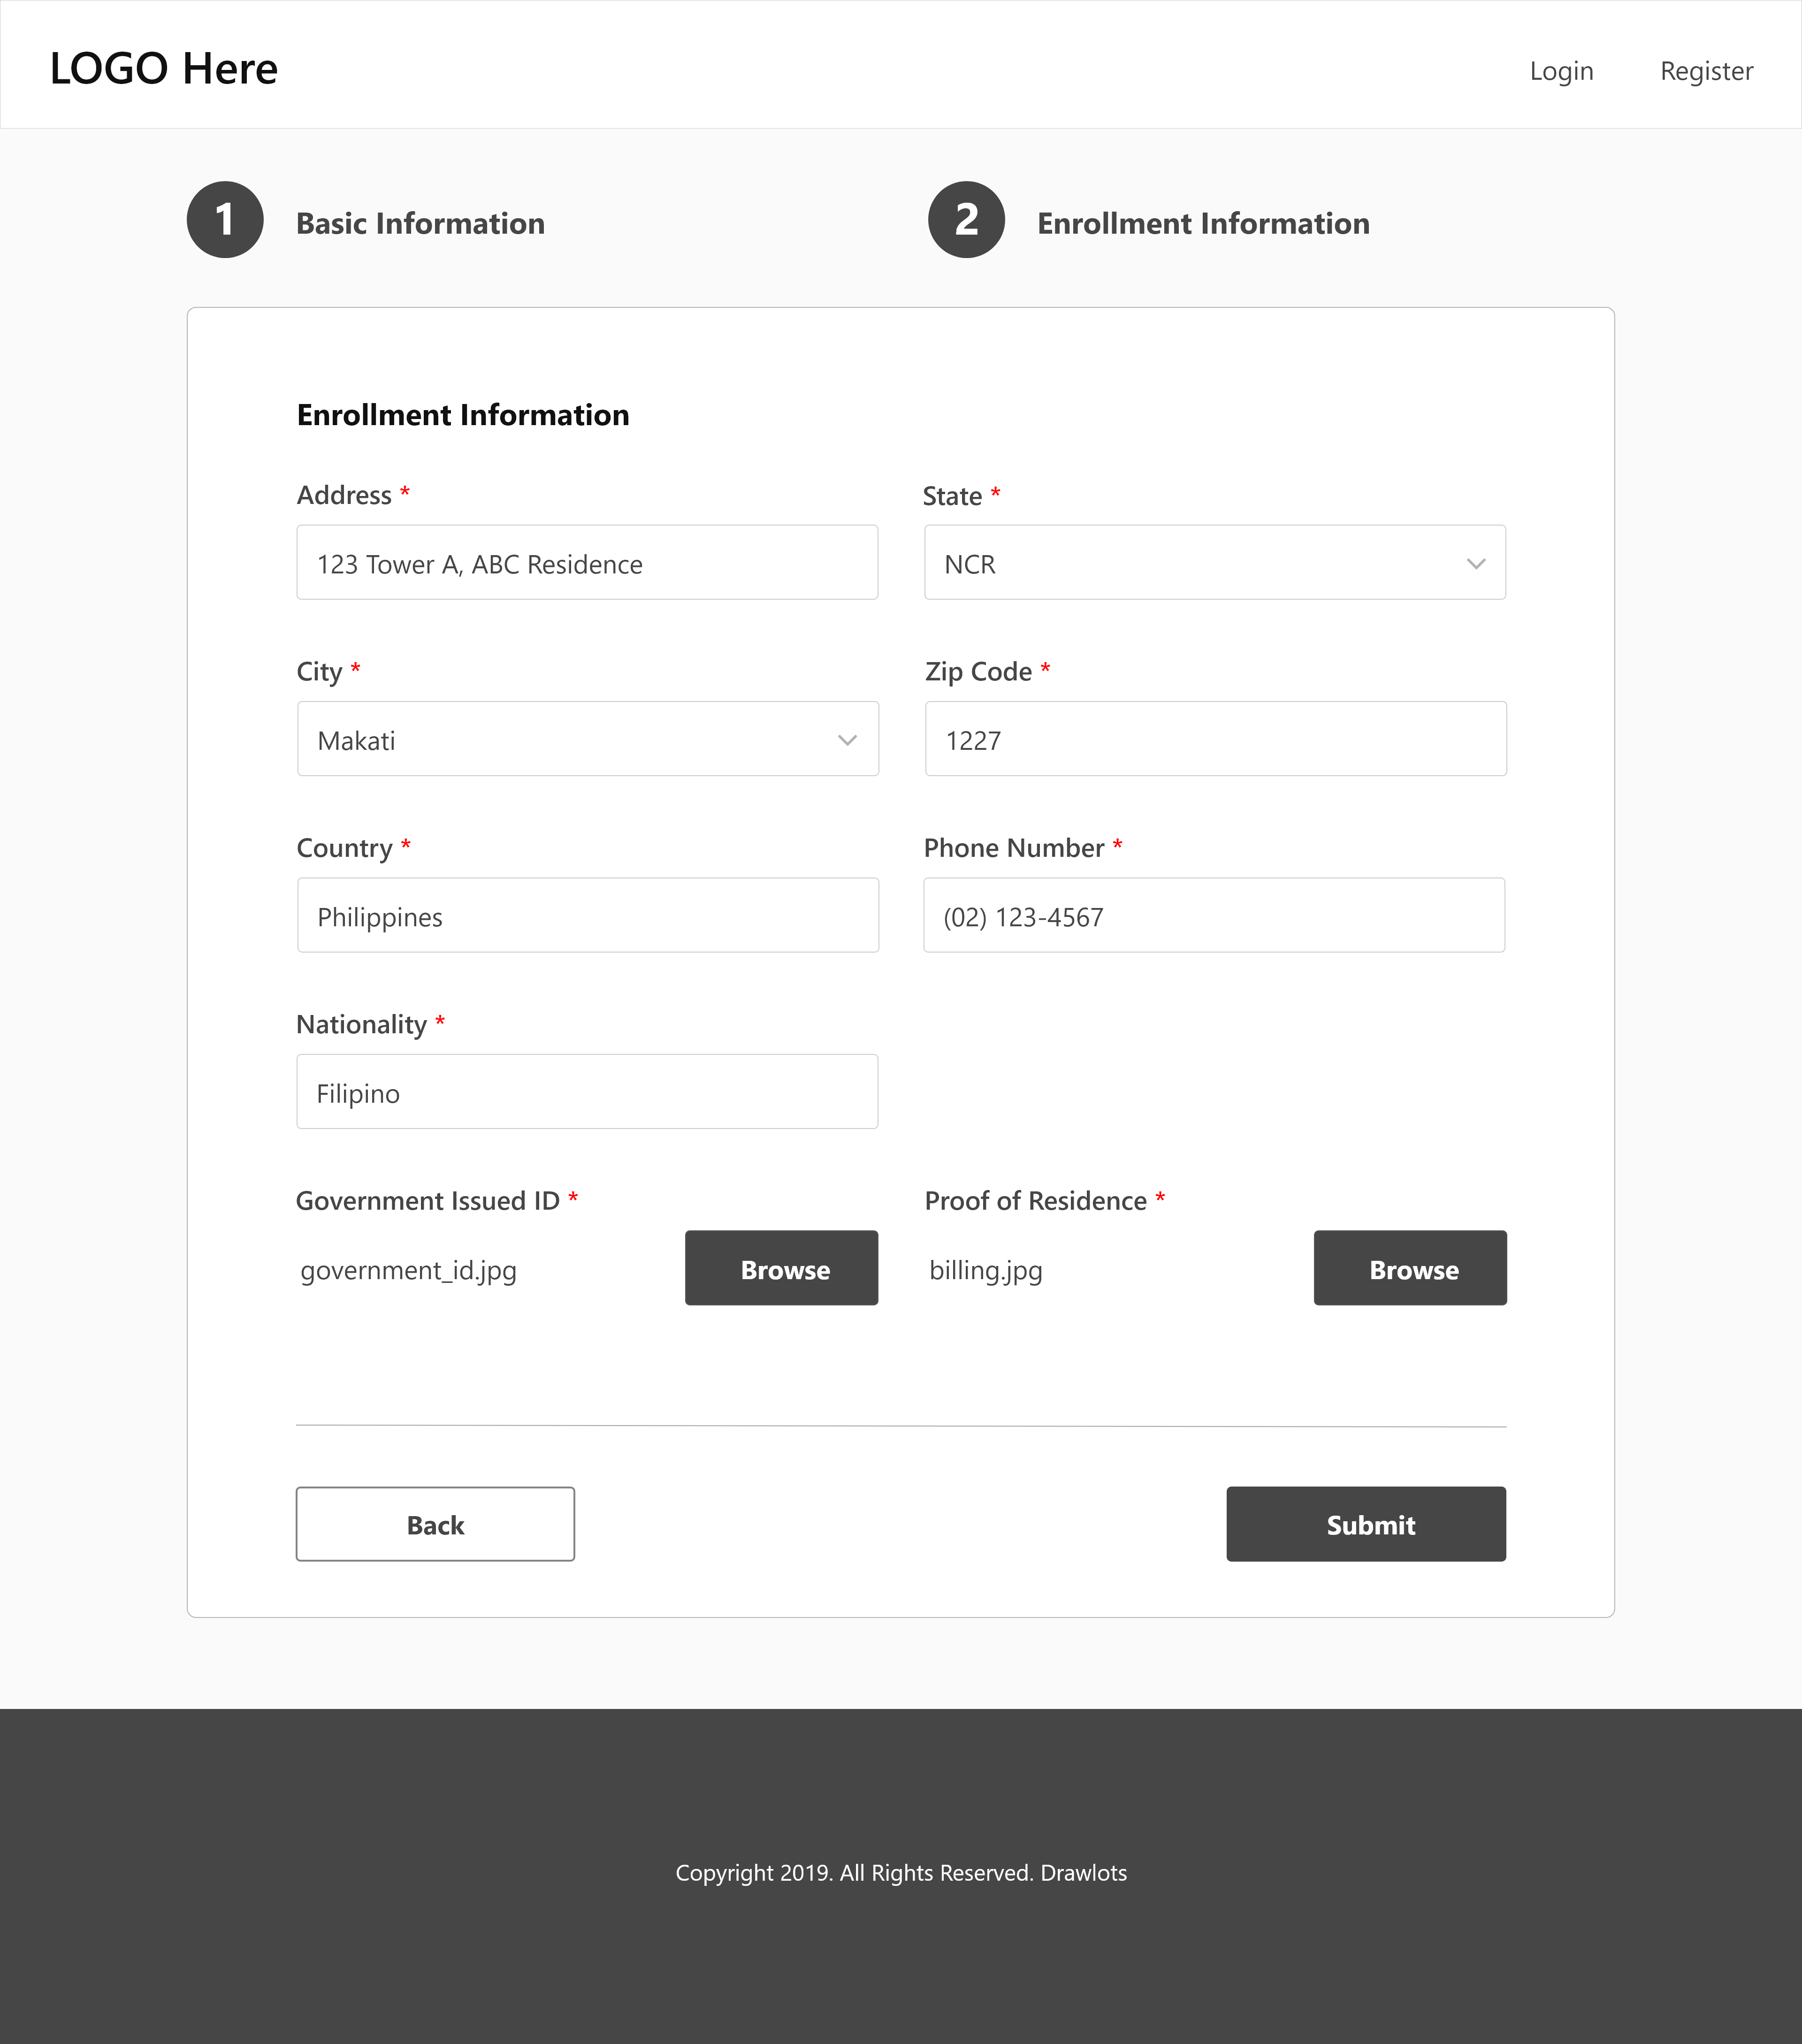 LOGO Here
Login Register
1 Basic Information
2 Enrollment Information
Enrollment Information
Address * State *
123 Tower A, ABC Residence NCR
City * Zip Code *
Makati 1227
Country * Phone Number *
Philippines (02) 123-4567
Nationality *
Filipino
Government Issued ID * Proof of Residence *
government_id.jpg Browse billing.jpg Browse
Back Submit
Copyright 2019. All Rights Reserved. Drawlots